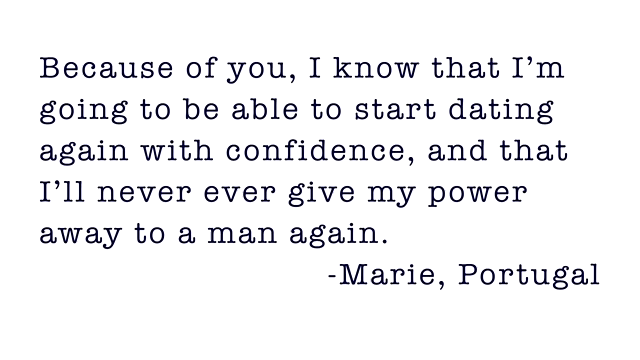 Because of you, I know that I’m
going to be able to start dating
again with confidence, and that
I’ll never ever give my power
away to a man again.
-Marie, Portugal